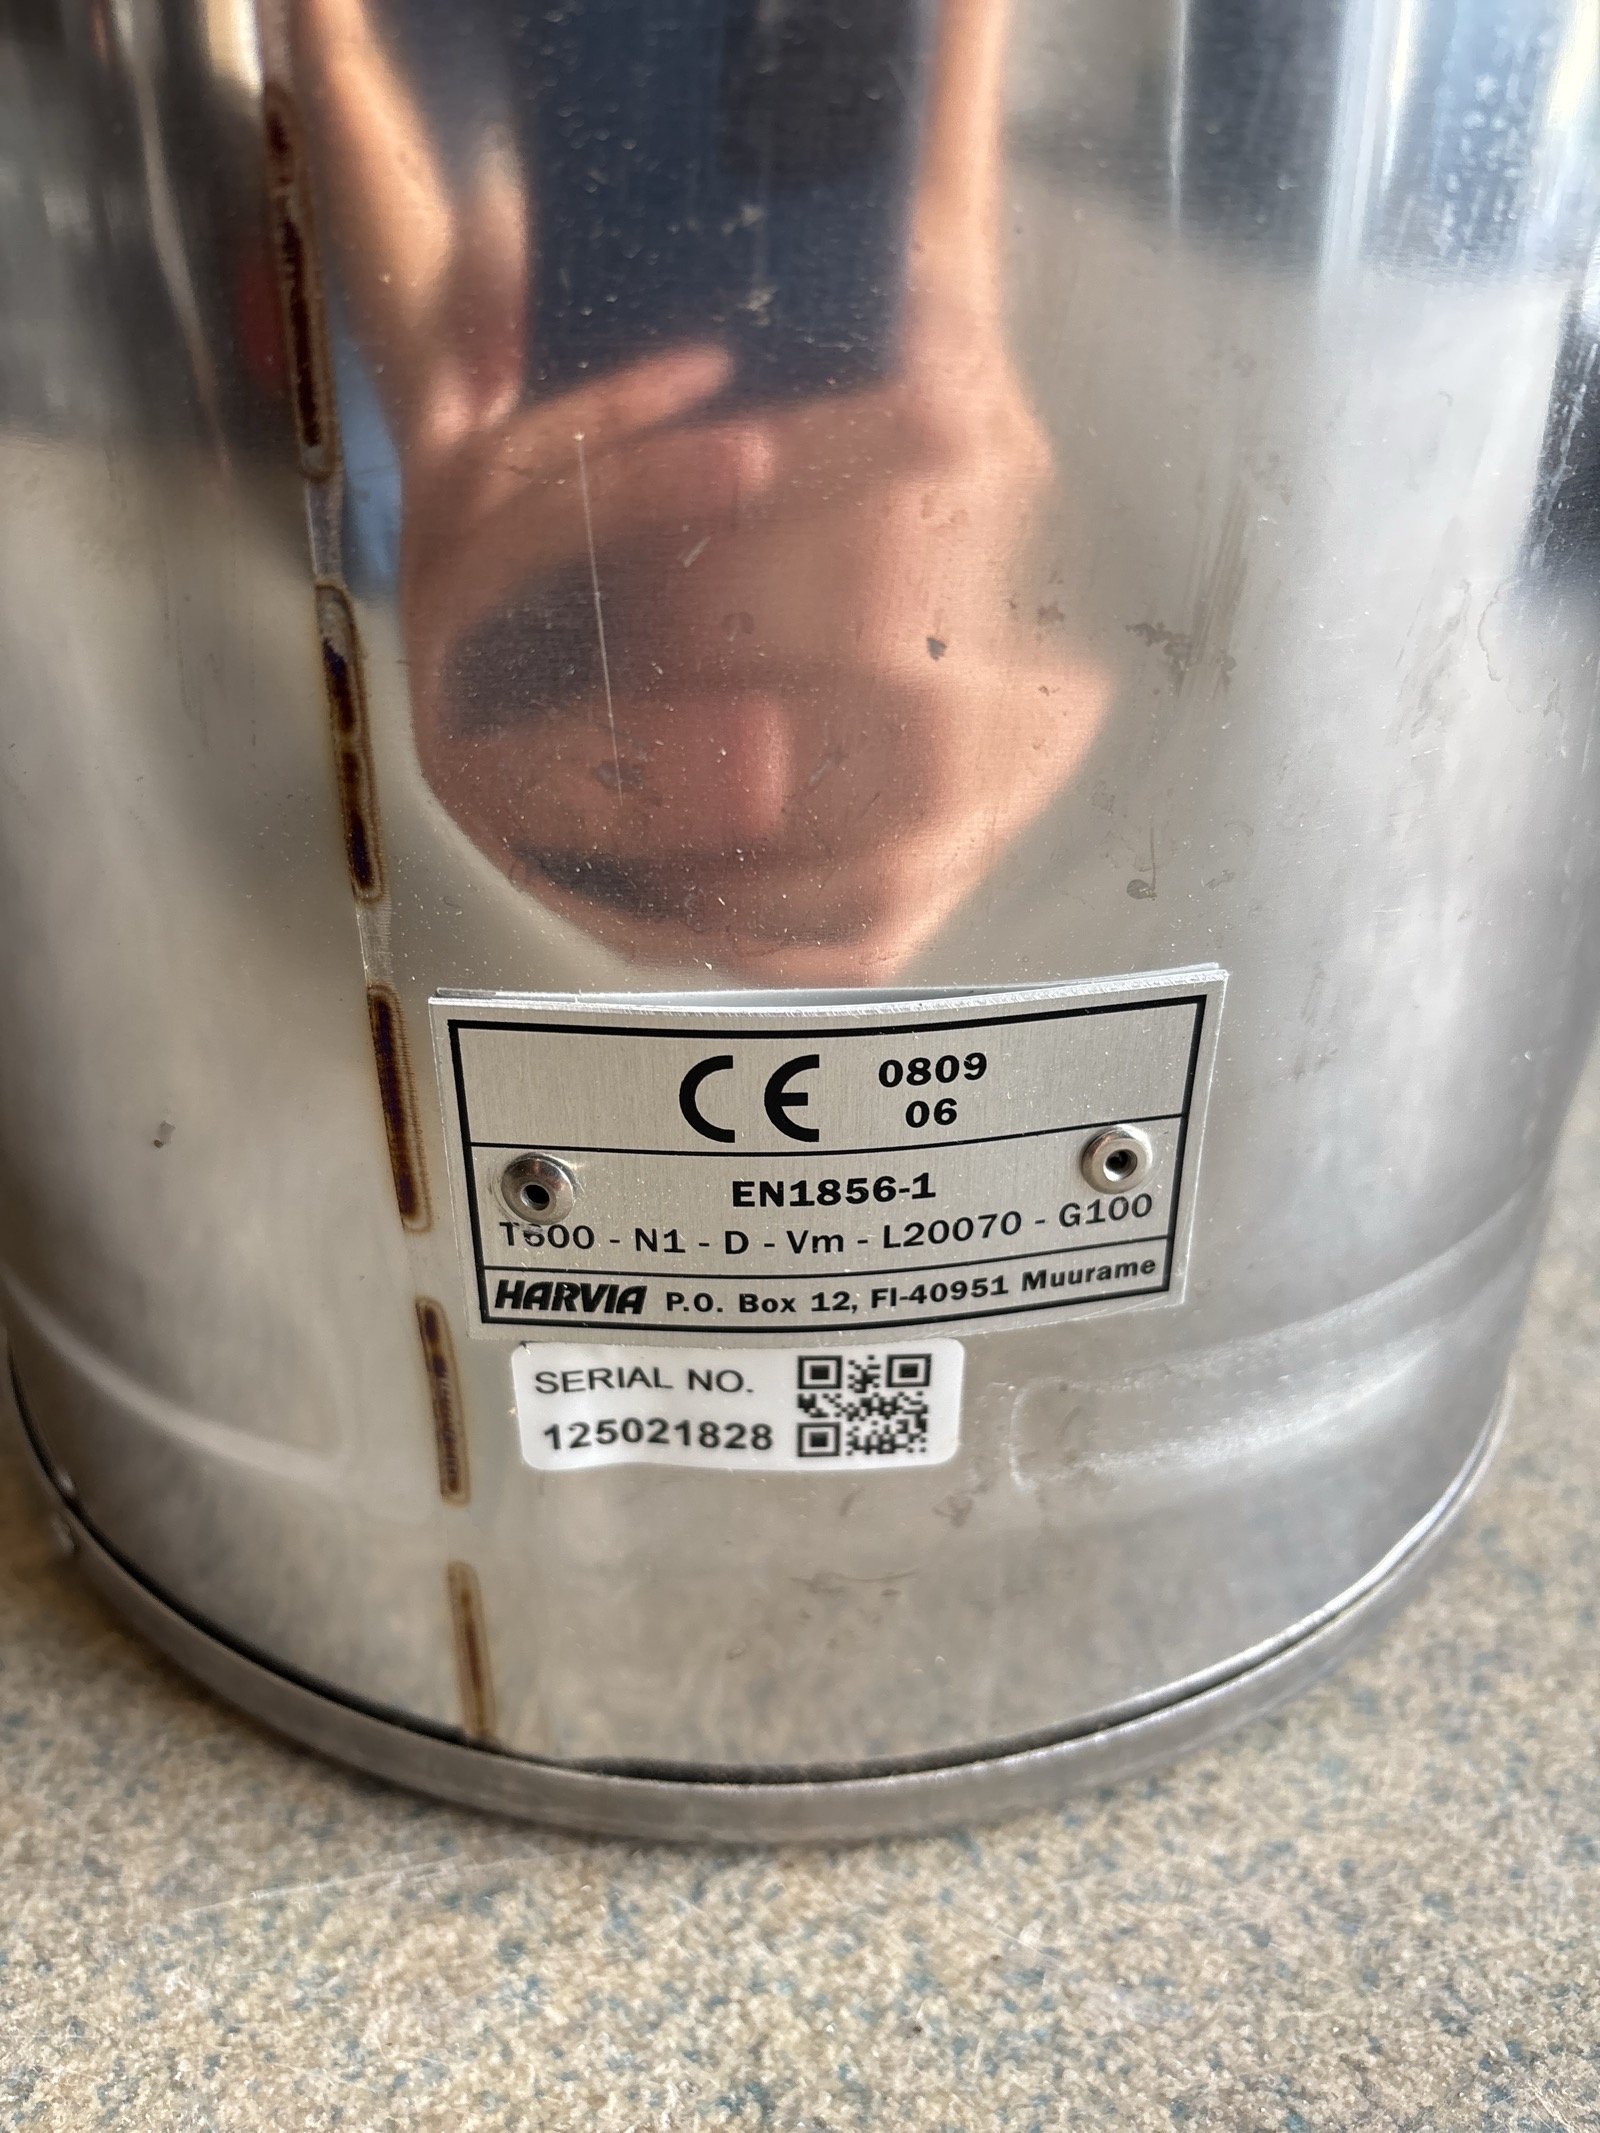 CE 0809
06
EN1856-1
T600 - N1 - D - Vm - L20070 - G100
HARVIA P.O. Box 12, FI-40951 Muurame
SERIAL NO.
125021828